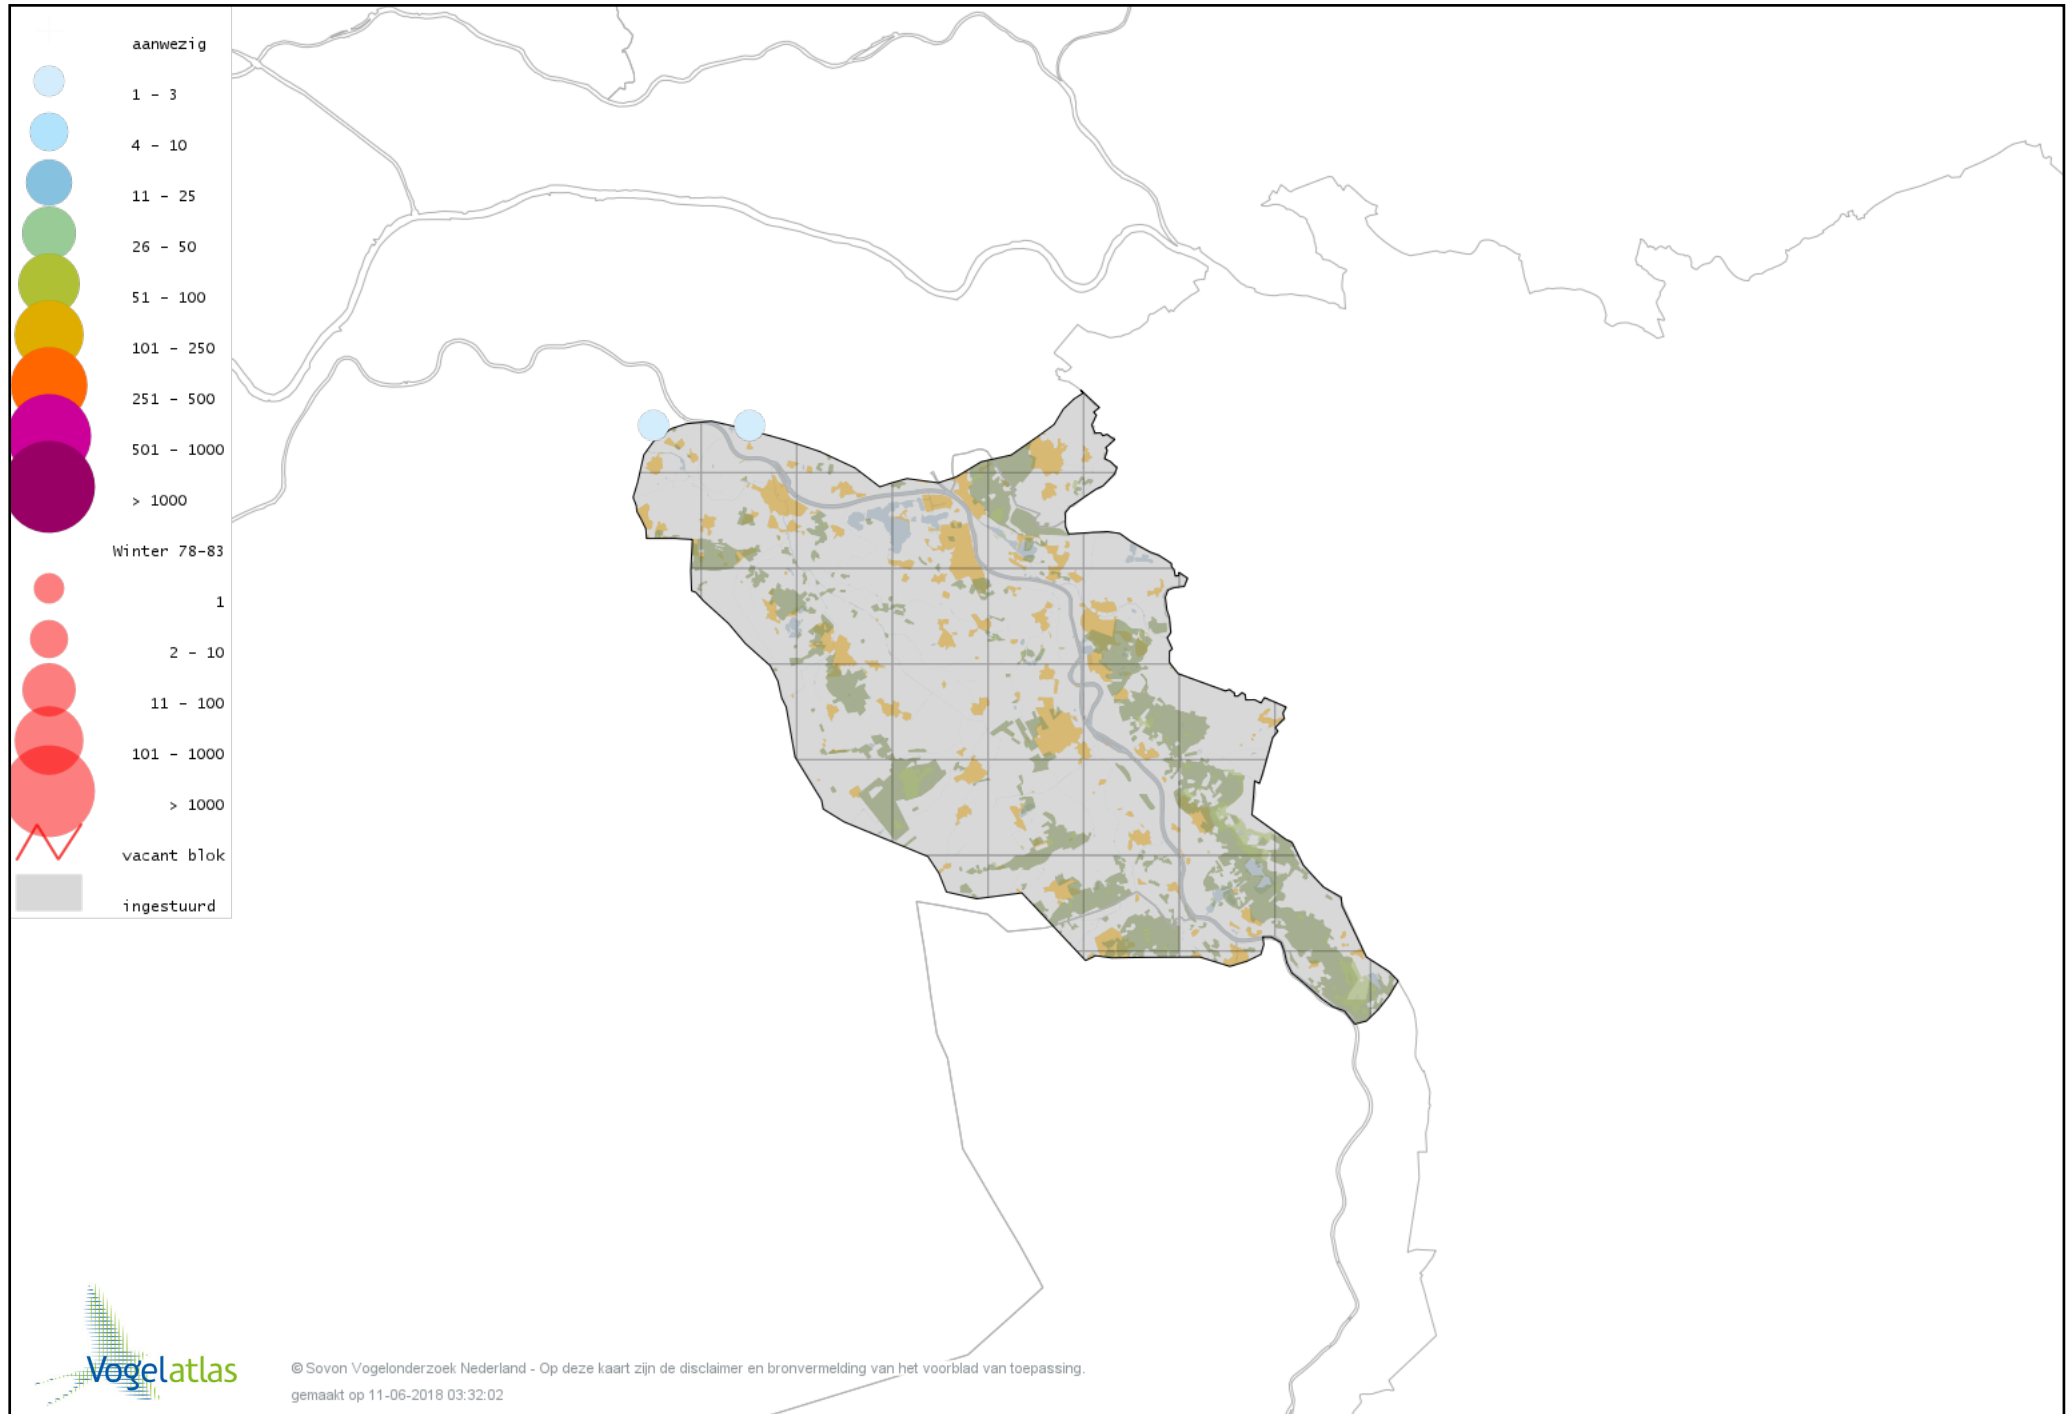 aanwezig
1 - 3
4 - 10
11 - 25
26 - 50
51 - 100
101 - 250
251 - 500
501 - 1000
> 1000
Winter 78-83
1
2 - 10
11 - 100
101 - 1000
> 1000
vacant blok
ingestuurd
Vogelatlas
© Sovon Vogelonderzoek Nederland - Op deze kaart zijn de disclaimer en bronvermelding van het voorblad van toepassing.
gemaakt op 11-06-2018 03:32:02